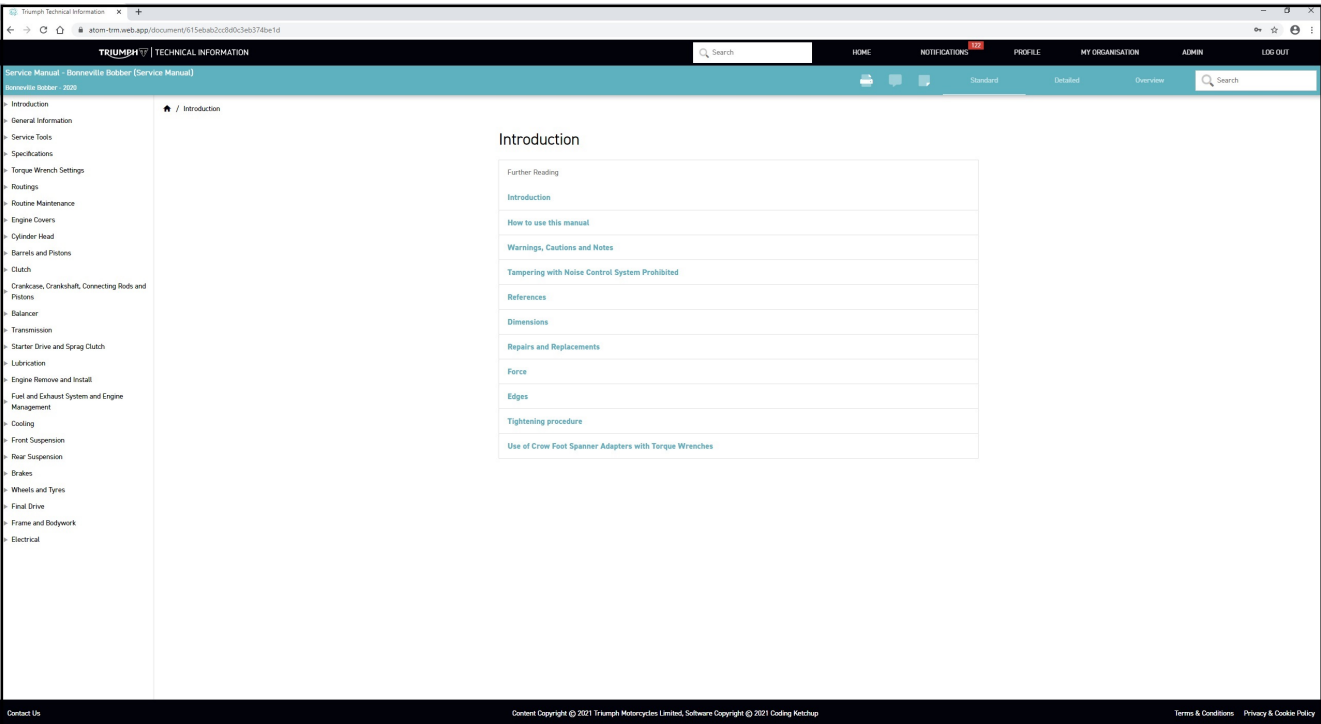 Triumph Technical Information
atom-trm.web.app/document/615ebab2cc8d0c3eb374be1d
TRIUMPH TECHNICAL INFORMATION
Search
HOME
NOTIFICATIONS 122
PROFILE
MY ORGANISATION
ADMIN
LOG OUT
Service Manual - Bonneville Bobber (Service Manual)
Bonneville Bobber - 2020
Standard
Detailed
Overview
Search
Introduction
General Information
Service Tools
Specifications
Torque Wrench Settings
Routings
Routine Maintenance
Engine Covers
Cylinder Head
Barrels and Pistons
Clutch
Crankcase, Crankshaft, Connecting Rods and
Pistons
Balancer
Transmission
Starter Drive and Sprag Clutch
Lubrication
Engine Remove and Install
Fuel and Exhaust System and Engine
Management
Cooling
Front Suspension
Rear Suspension
Brakes
Wheels and Tyres
Final Drive
Frame and Bodywork
Electrical
/ Introduction
Introduction
Further Reading
Introduction
How to use this manual
Warnings, Cautions and Notes
Tampering with Noise Control System Prohibited
References
Dimensions
Repairs and Replacements
Force
Edges
Tightening procedure
Use of Crow Foot Spanner Adapters with Torque Wrenches
Contact Us
Content Copyright © 2021 Triumph Motorcycles Limited, Software Copyright © 2021 Coding Ketchup
Terms & Conditions Privacy & Cookie Policy